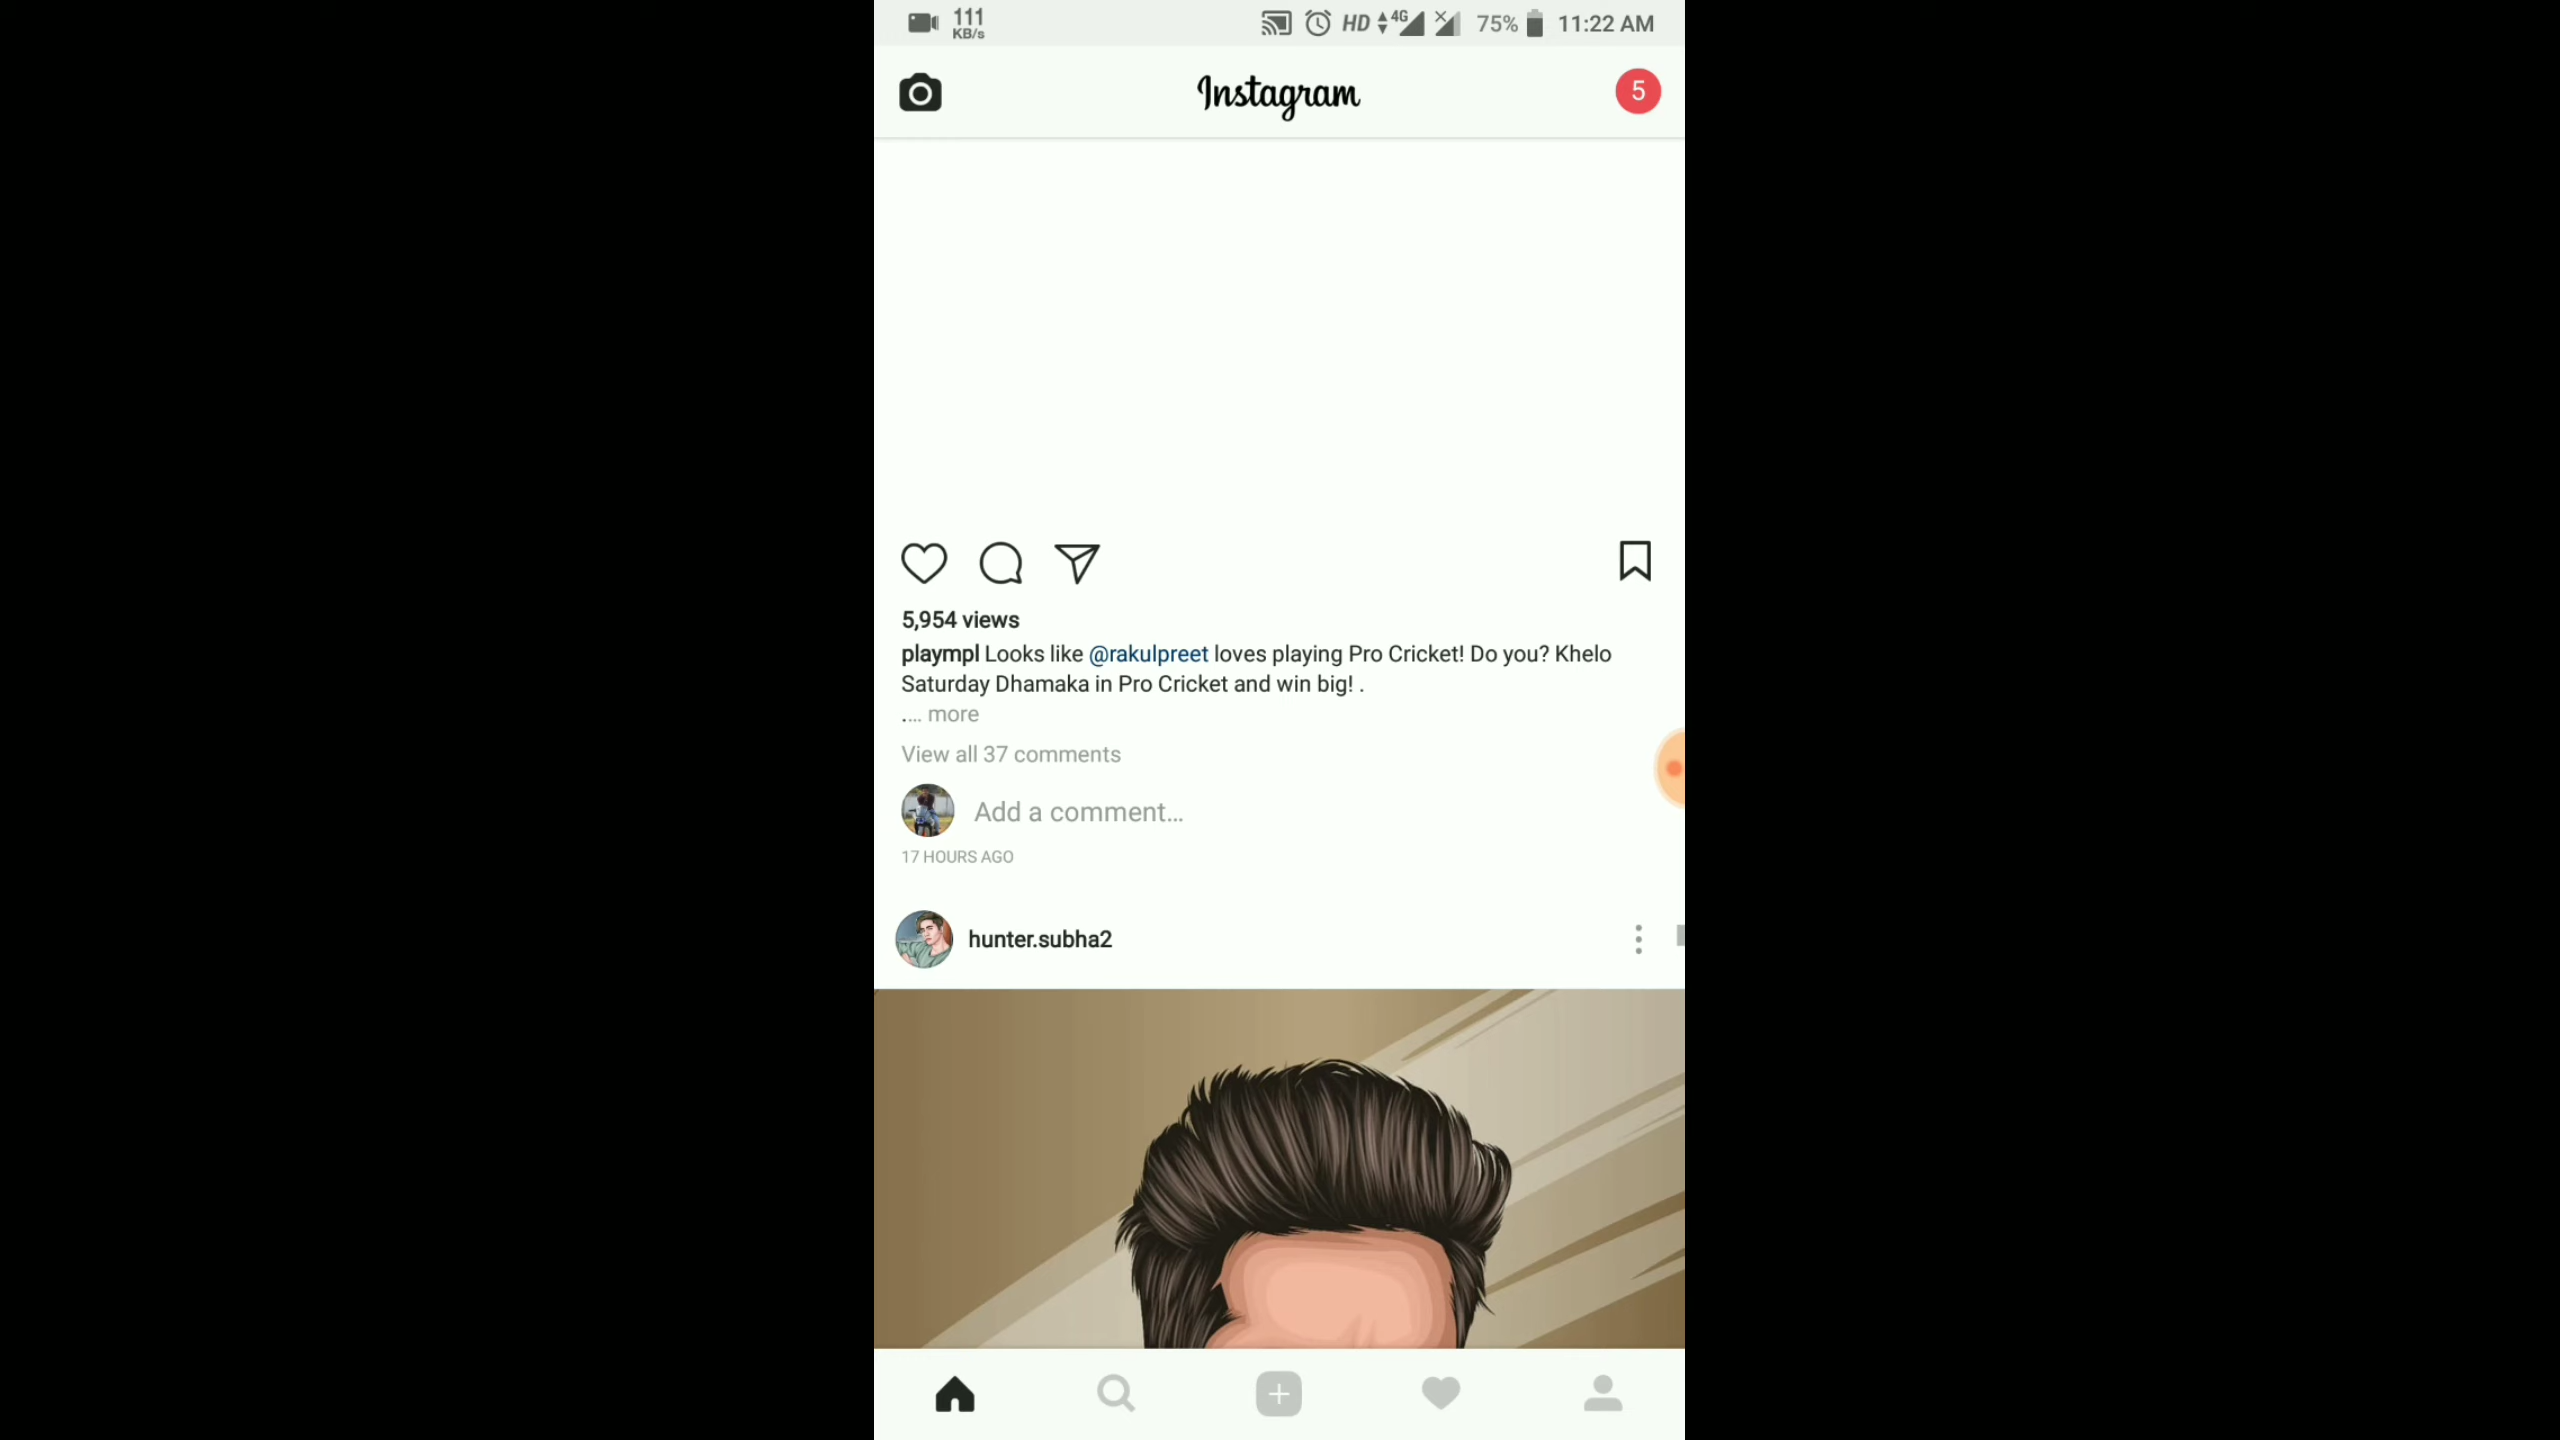 111
KB/s
HD 4G 75% 11:22 AM
Instagram
5
5,954 views
plaympl Looks like @rakulpreet loves playing Pro Cricket! Do you? Khelo
Saturday Dhamaka in Pro Cricket and win big! .
.... more
View all 37 comments
Add a comment...
17 HOURS AGO
hunter.subha2